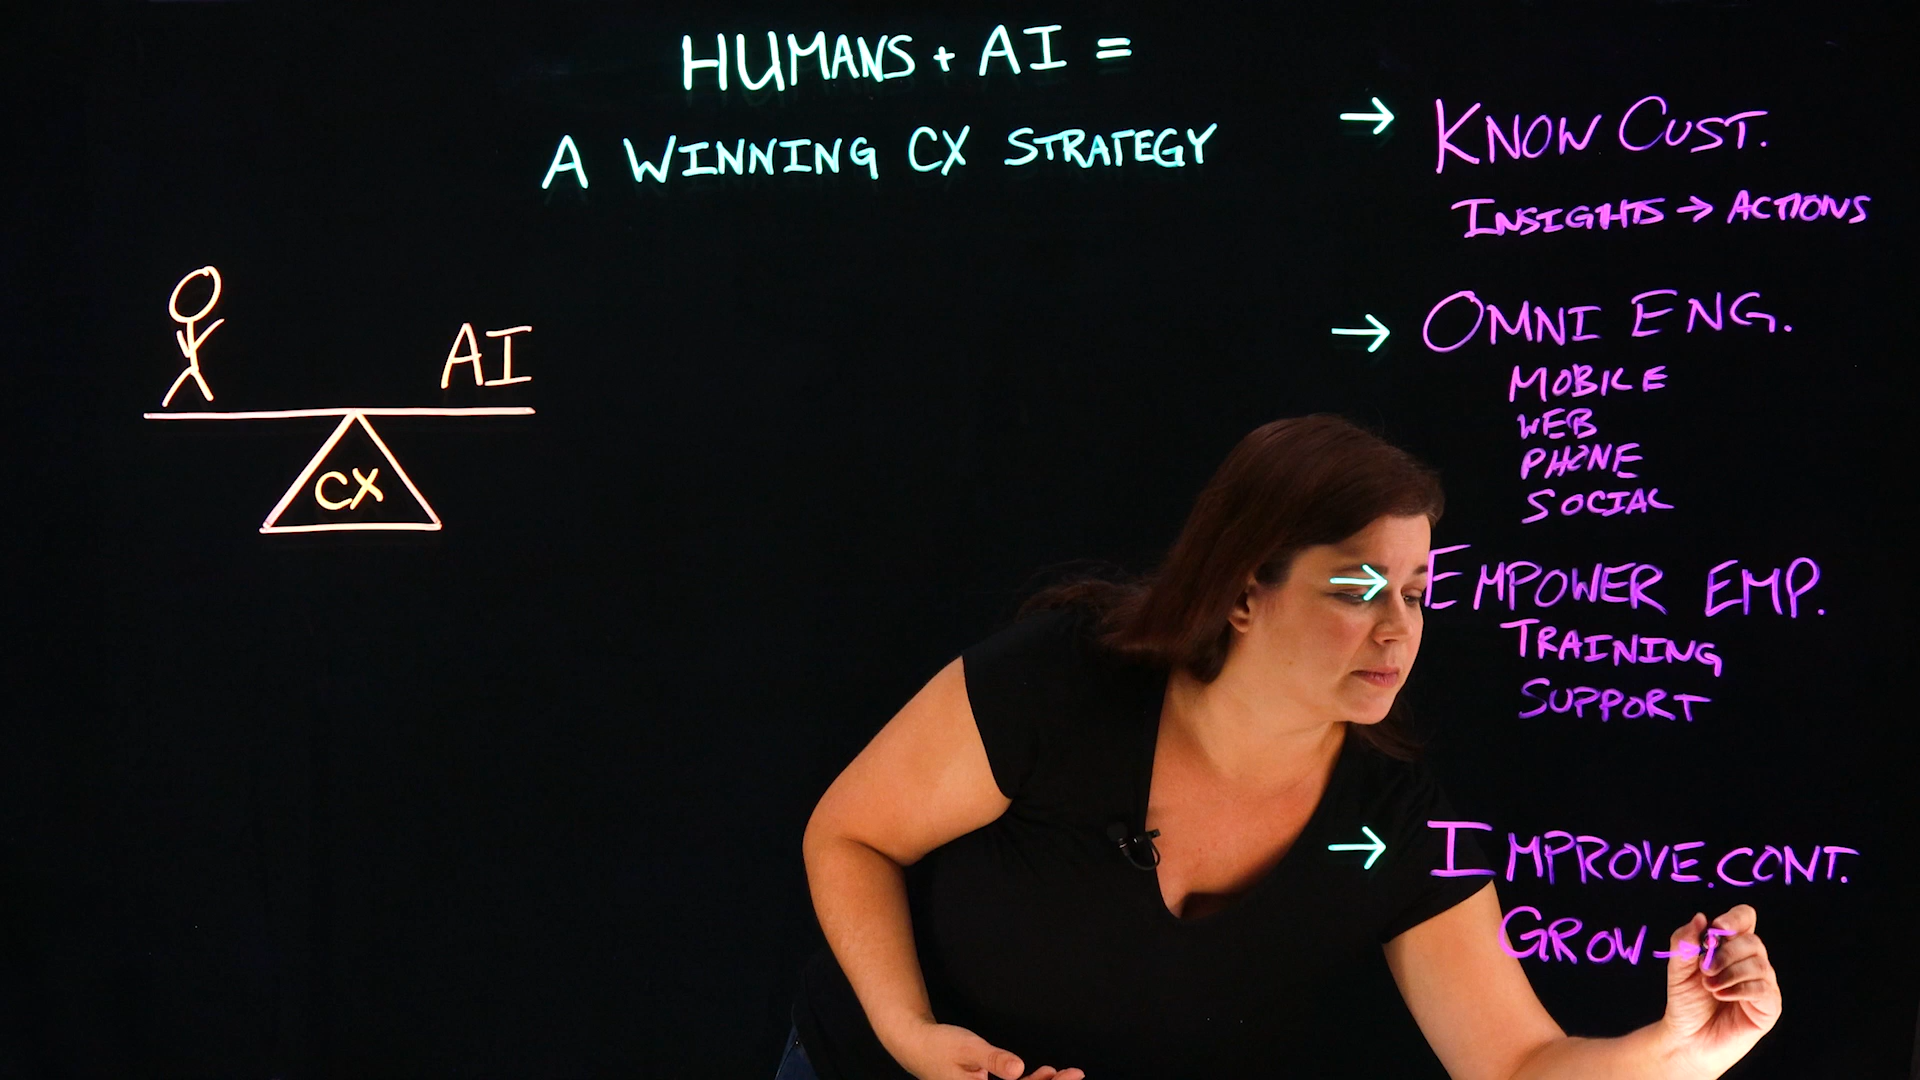 HUMANS + AI =
A WINNING CX STRATEGY
AI
CX
→ KNOW CUST.
INSIGHTS → ACTIONS
→ OMNI ENG.
MOBILE
WEB
PHONE
SOCIAL
→ EMPOWER EMP.
TRAINING
SUPPORT
→ IMPROVE CONT.
GROW →